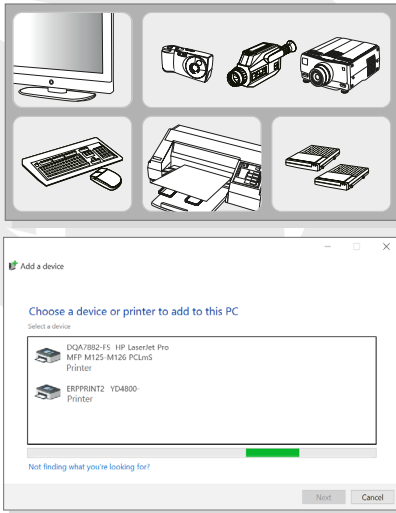 Add a device
Choose a device or printer to add to this PC
Select a device
DQA7882-F5 HP LaserJet Pro
MFP M125-M126 PCLmS
Printer
ERPPRINT2 YD4800-
Printer
Not finding what you're looking for?
Next
Cancel